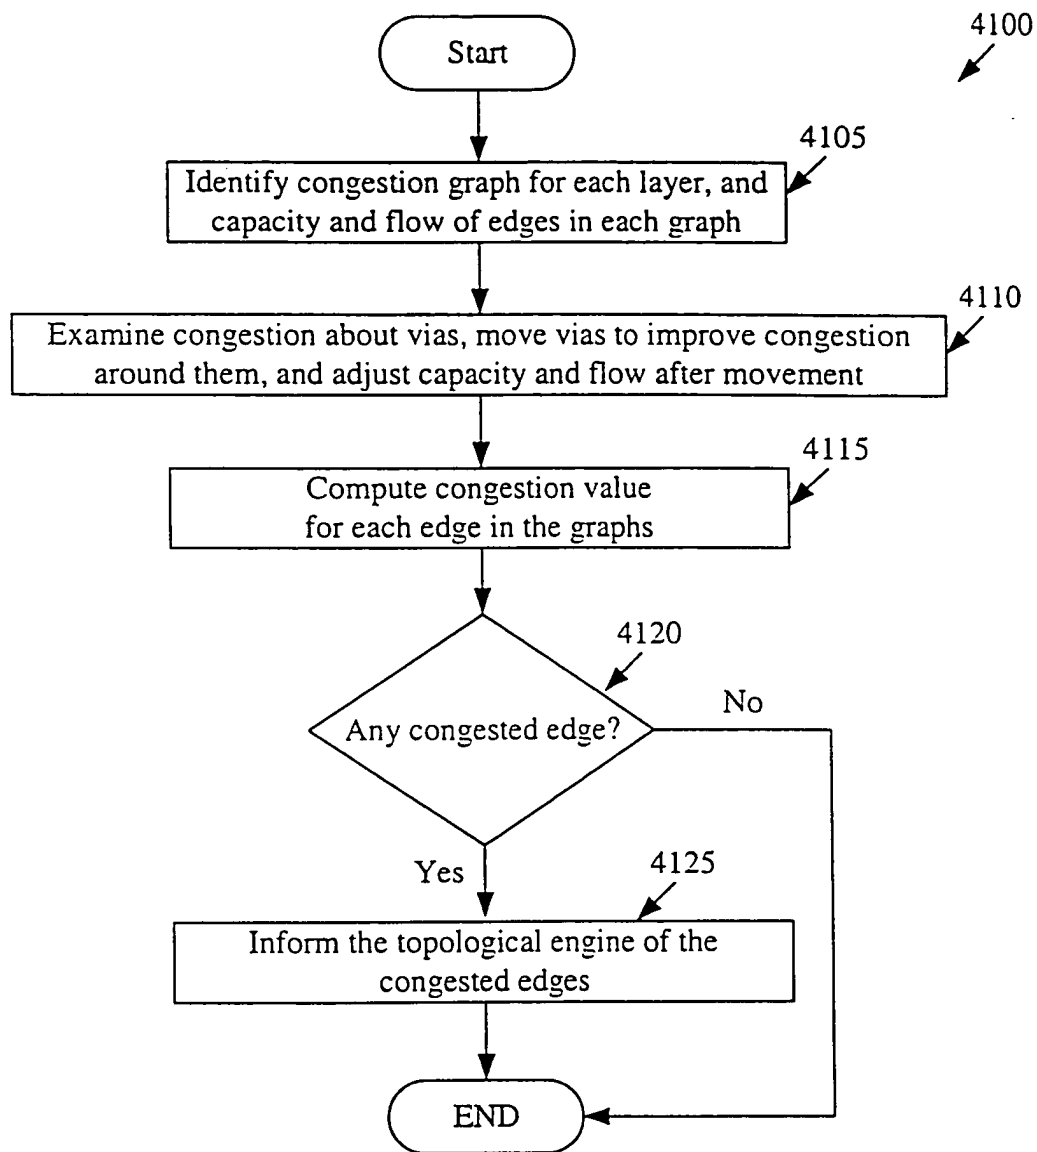 4100
Start
4105
Identify congestion graph for each layer, and
capacity and flow of edges in each graph
4110
Examine congestion about vias, move vias to improve congestion
around them, and adjust capacity and flow after movement
4115
Compute congestion value
for each edge in the graphs
4120
No
Any congested edge?
Yes
4125
Inform the topological engine of the
congested edges
END